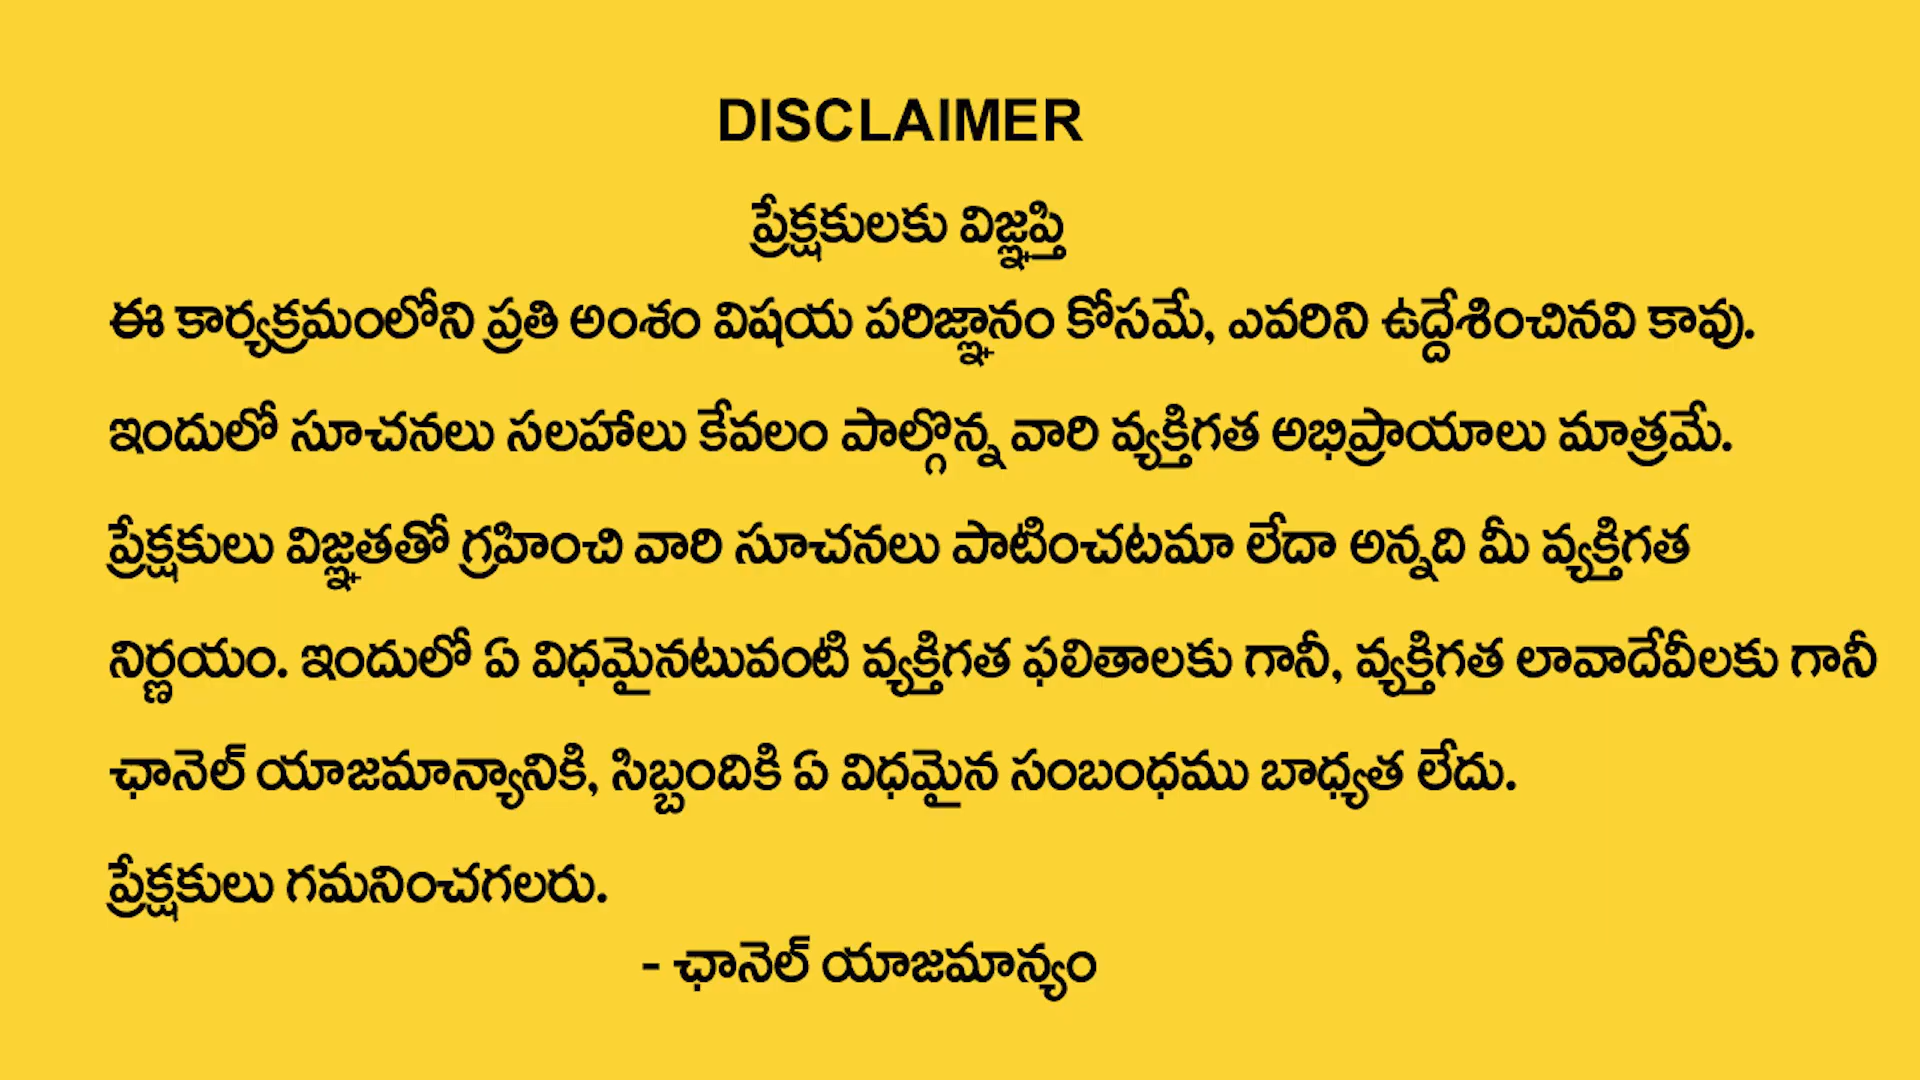 DISCLAIMER
ప్రేక్షకులకు విజ్ఞప్తి
ఈ కార్యక్రమంలోని ప్రతి అంశం విషయ పరిజ్ఞానం కోసమే, ఎవరిని ఉద్దేశించినవి కావు.
ఇందులో సూచనలు సలహాలు కేవలం పాల్గొన్న వారి వ్యక్తిగత అభిప్రాయాలు మాత్రమే.
ప్రేక్షకులు విజ్ఞతతో గ్రహించి వారి సూచనలు పాటించటమా లేదా అన్నది మీ వ్యక్తిగత
నిర్ణయం. ఇందులో ఏ విధమైనటువంటి వ్యక్తిగత ఫలితాలకు గానీ, వ్యక్తిగత లావాదేవీలకు గానీ
ఛానెల్ యాజమాన్యానికి, సిబ్బందికి ఏ విధమైన సంబంధము బాధ్యత లేదు.
ప్రేక్షకులు గమనించగలరు.
- ఛానెల్ యాజమాన్యం